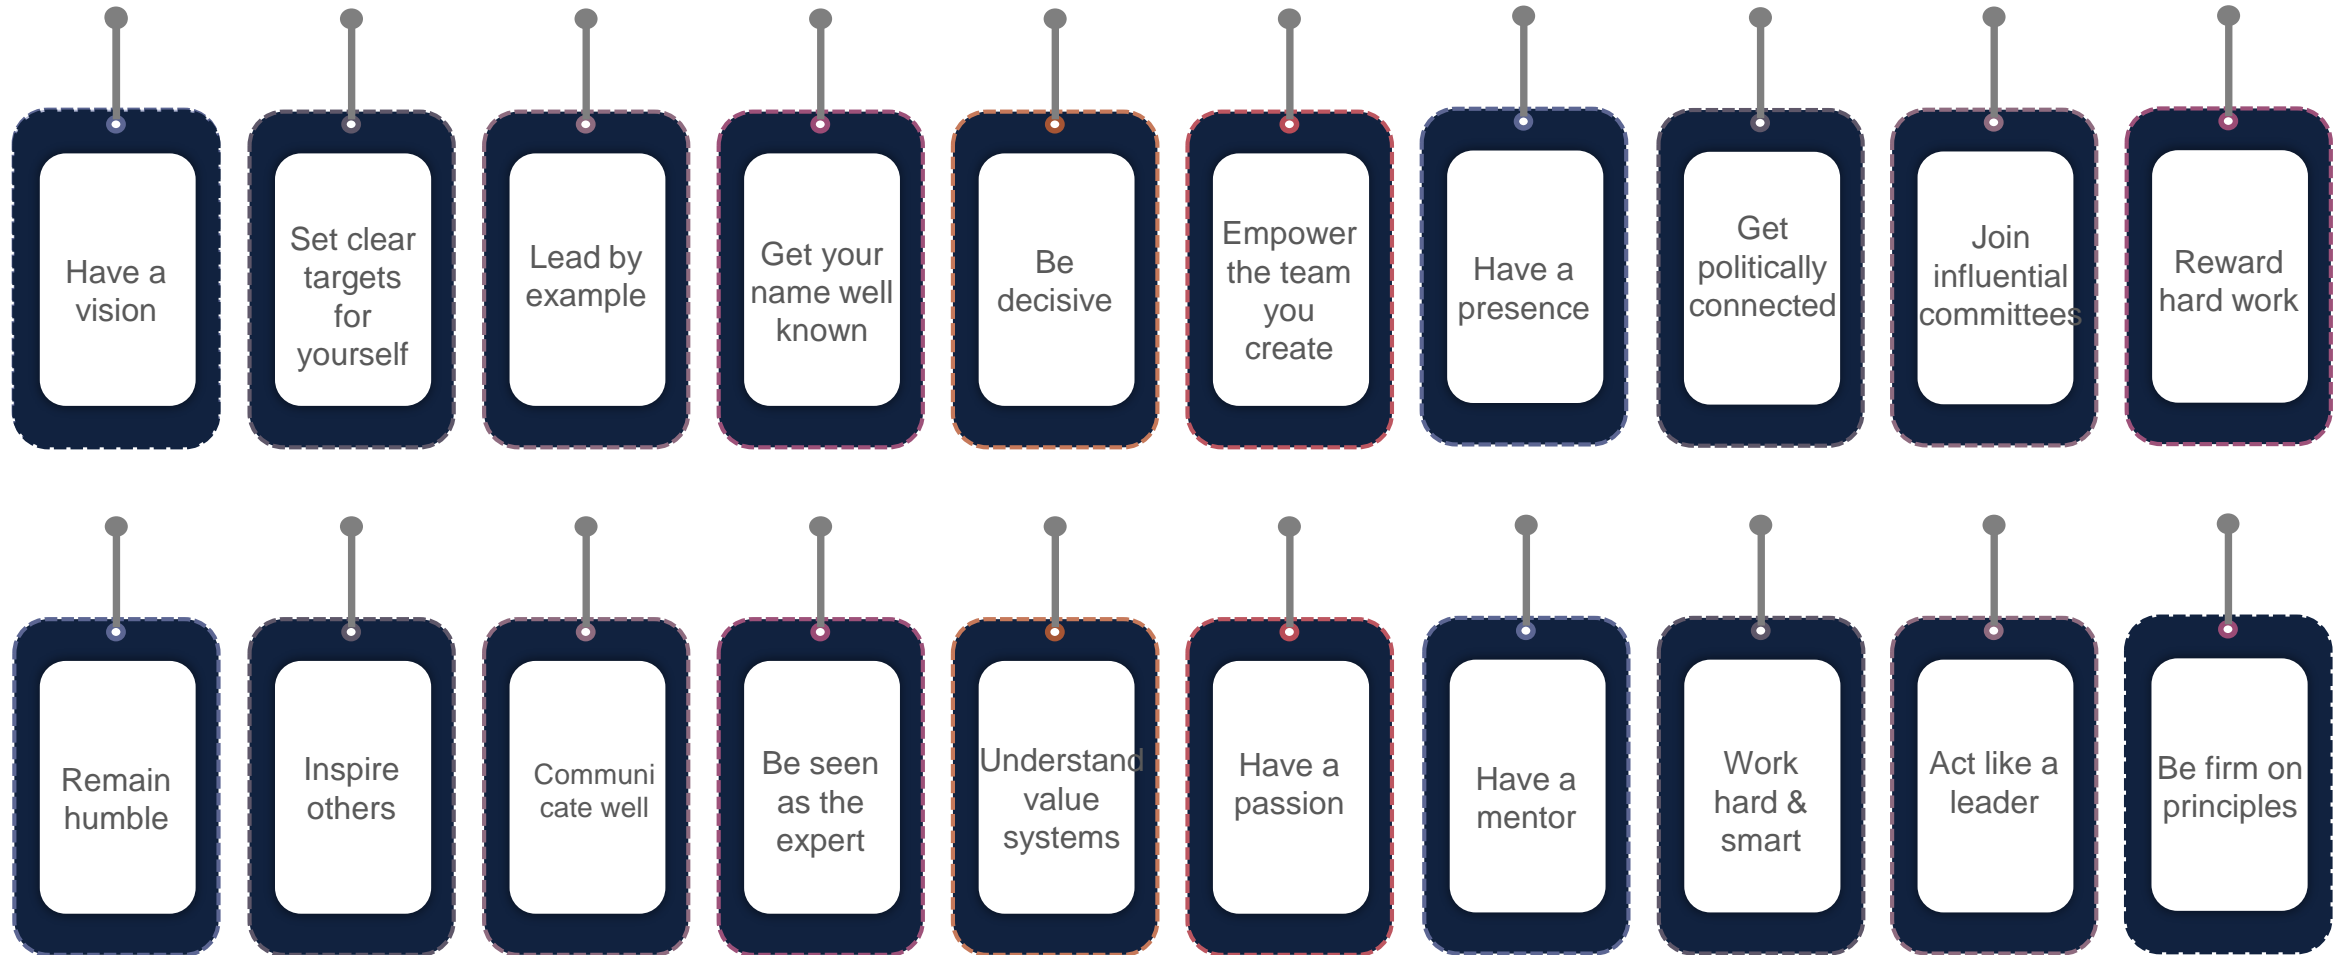 Have a
vision
Set clear
targets
for
yourself
Lead by
example
Get your
name well
known
Be
decisive
Empower
the team
you
create
Have a
presence
Get
politically
connected
Join
influential
committees
Reward
hard work
Remain
humble
Inspire
others
Communi
cate well
Be seen
as the
expert
Understand
value
systems
Have a
passion
Have a
mentor
Work
hard &
smart
Act like a
leader
Be firm on
principles